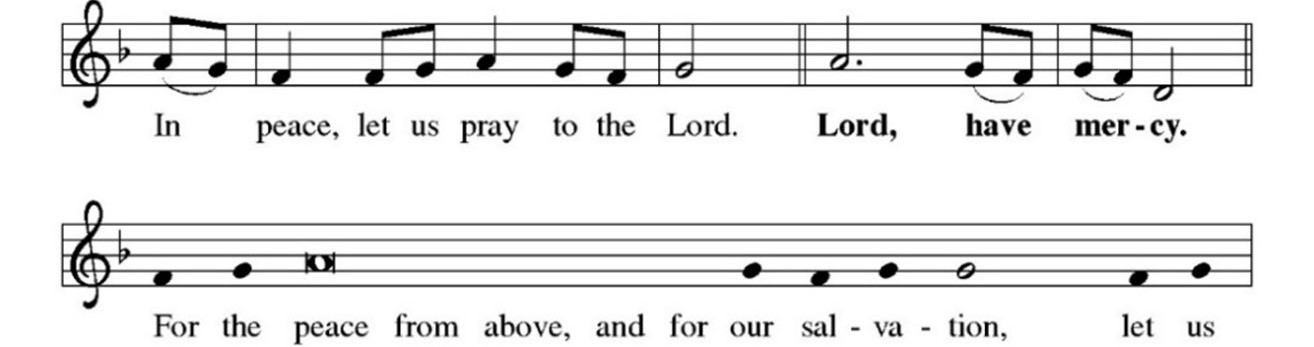 In peace, let us pray to the Lord. Lord, have mer - cy.
For the peace from above, and for our sal - va - tion, let us